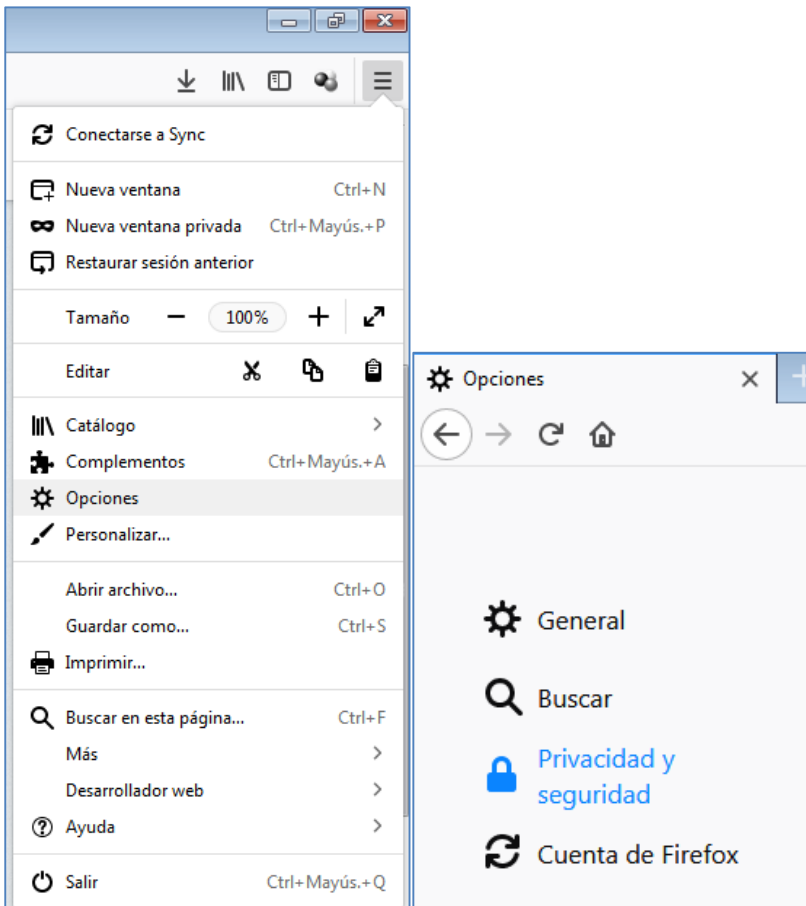 Conectarse a Sync
Nueva ventana Ctrl+N
Nueva ventana privada Ctrl+Mayús.+P
Restaurar sesión anterior
Tamaño 100%
Editar
Catálogo
Complementos Ctrl+Mayús.+A
Opciones
Personalizar...
Abrir archivo... Ctrl+O
Guardar como... Ctrl+S
Imprimir...
Buscar en esta página... Ctrl+F
Más
Desarrollador web
Ayuda
Salir Ctrl+Mayús.+Q
Opciones
General
Buscar
Privacidad y
seguridad
Cuenta de Firefox